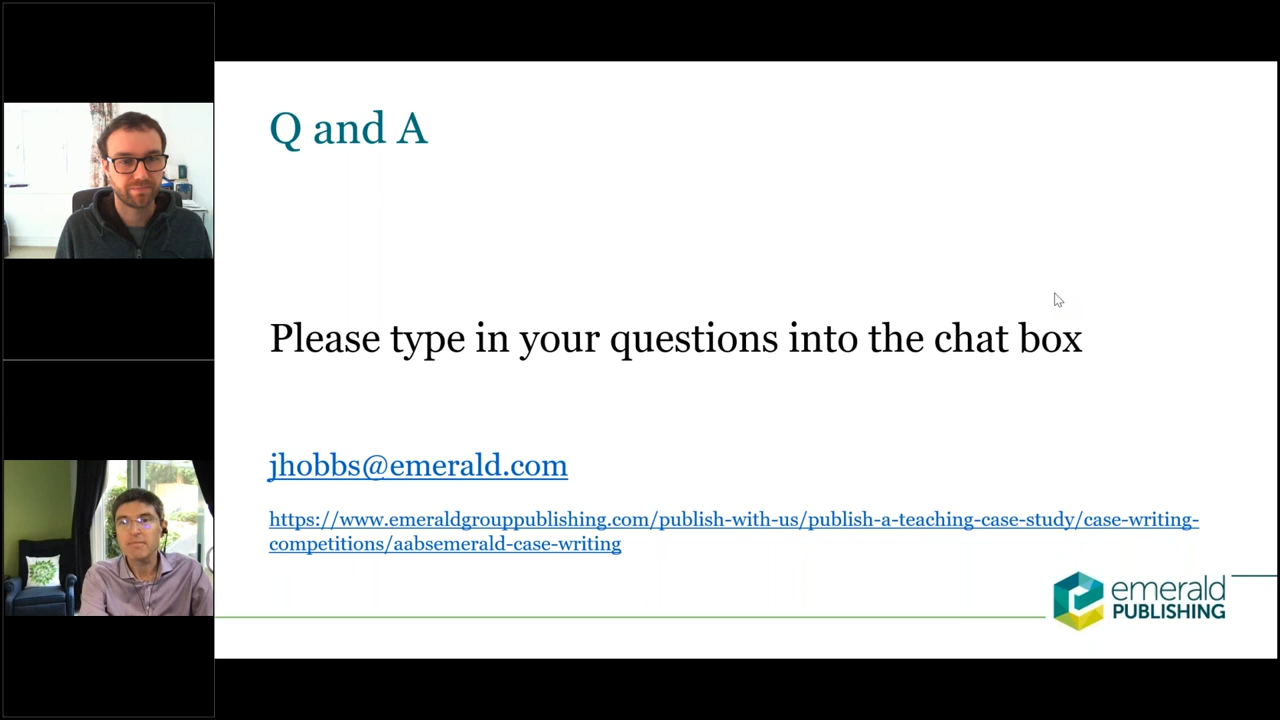 Q and A
Please type in your questions into the chat box
jhobbs@emerald.com
https://www.emeraldgrouppublishing.com/publish-with-us/publish-a-teaching-case-study/case-writing-
competitions/aabsemerald-case-writing
emerald
PUBLISHING